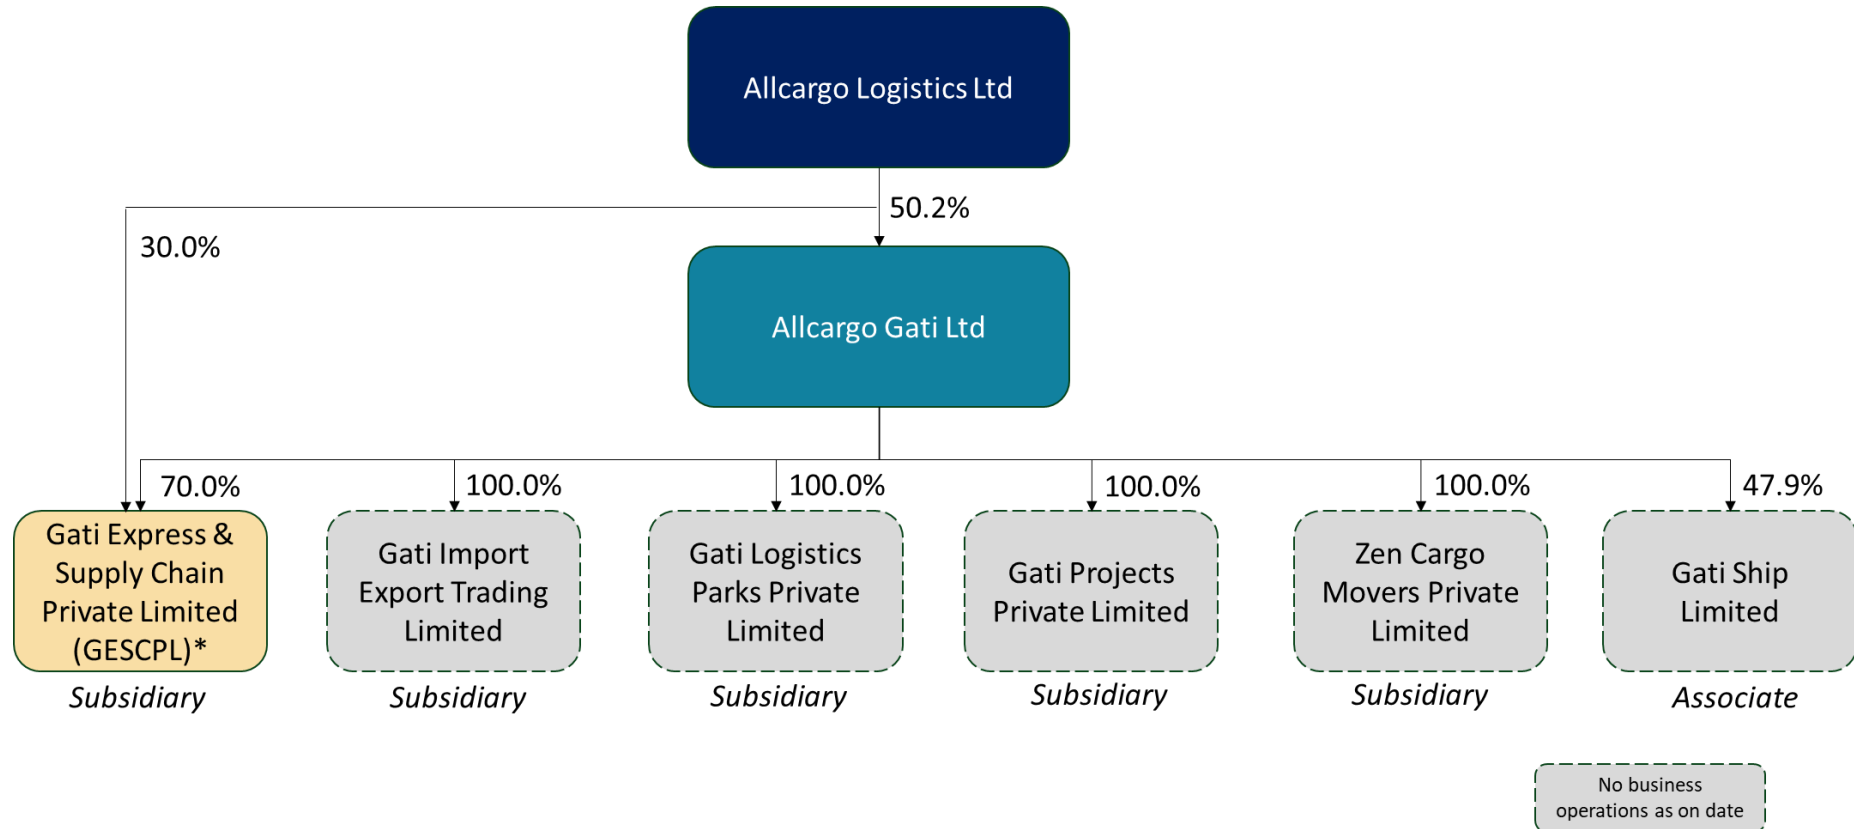 Allcargo Logistics Ltd
50.2%
30.0%
Allcargo Gati Ltd
70.0%
100.0%
100.0%
100.0%
100.0%
47.9%
Gati Express &
Supply Chain
Private Limited
(GESCPL)*
Subsidiary
Gati Import
Export Trading
Limited
Subsidiary
Gati Logistics
Parks Private
Limited
Subsidiary
Gati Projects
Private Limited
Subsidiary
Zen Cargo
Movers Private
Limited
Subsidiary
Gati Ship
Limited
Associate
No business
operations as on date